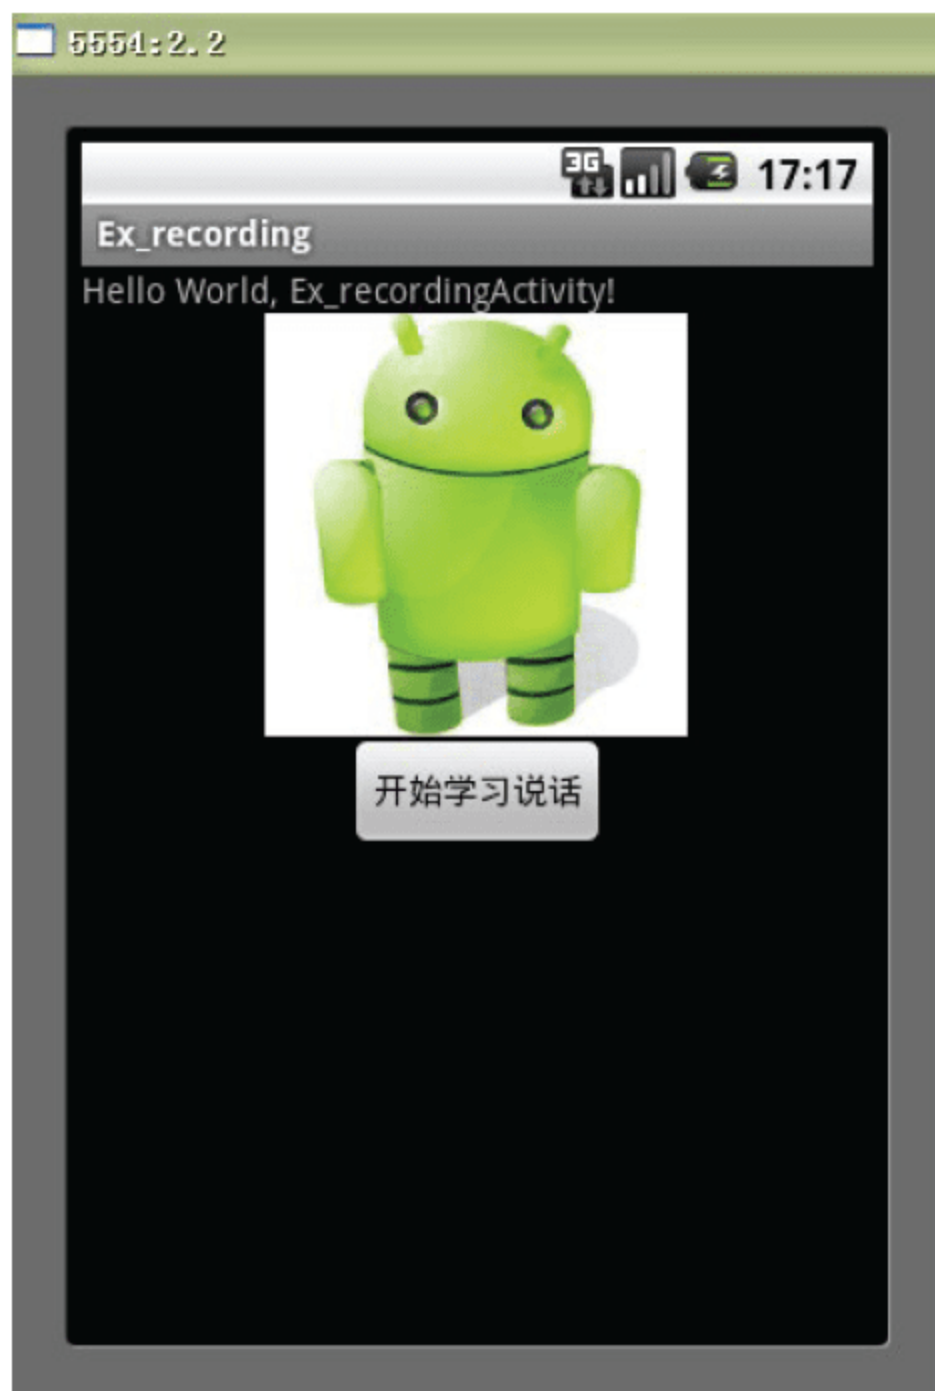 5554:2.2
3G 17:17
Ex_recording
Hello World, Ex_recordingActivity!
开始学习说话